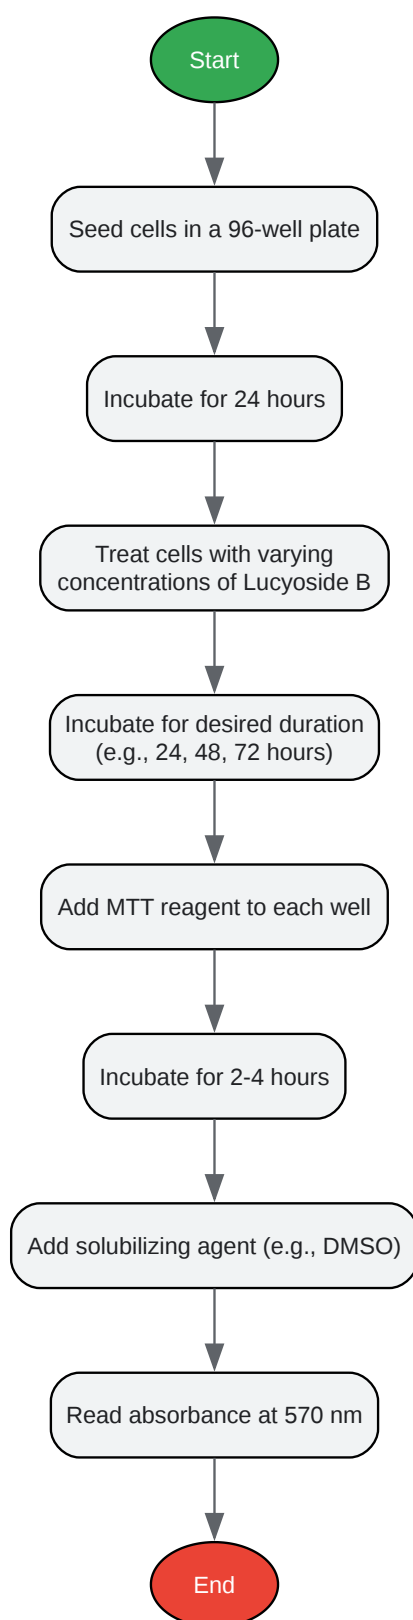 Start
Seed cells in a 96-well plate
Incubate for 24 hours
Treat cells with varying
concentrations of Lucyoside B
Incubate for desired duration
(e.g., 24, 48, 72 hours)
Add MTT reagent to each well
Incubate for 2-4 hours
Add solubilizing agent (e.g., DMSO)
Read absorbance at 570 nm
End